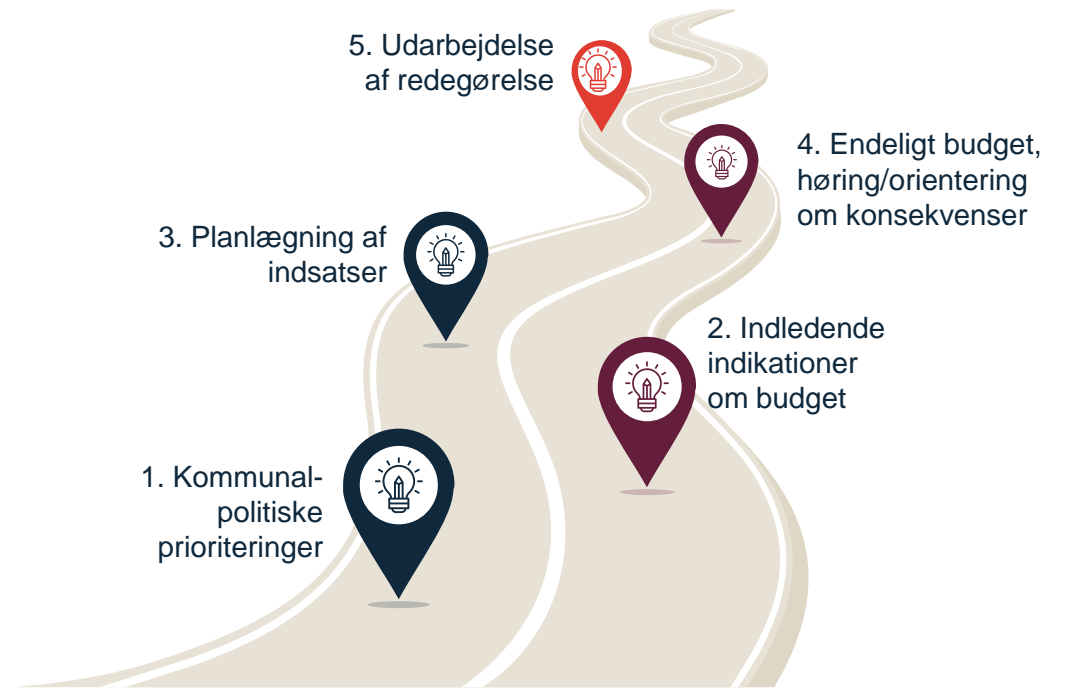 5. Udarbejdelse
af redegørelse
4. Endeligt budget,
høring/orientering
om konsekvenser
3. Planlægning af
indsatser
2. Indledende
indikationer
om budget
1. Kommunal-
politiske
prioriteringer